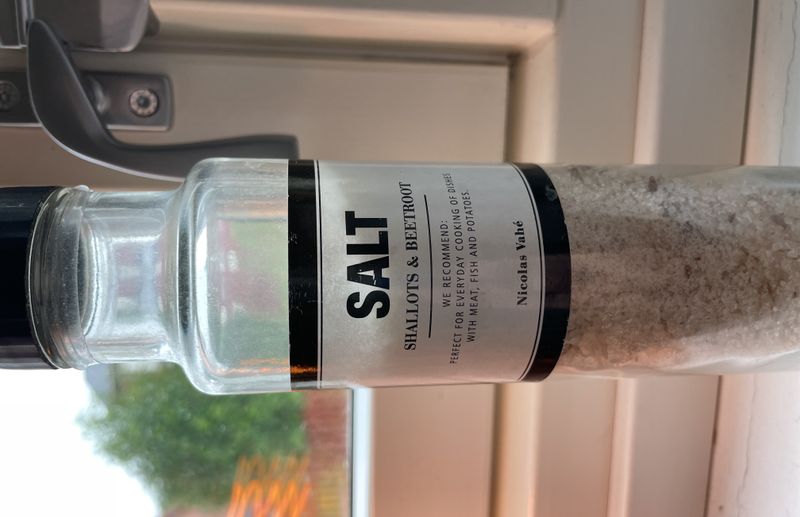 SALT
SHALLOTS & BEETROOT
WE RECOMMEND:
PERFECT FOR EVERYDAY COOKING OF DISHES
WITH MEAT, FISH AND POTATOES.
Nicolas Vahé